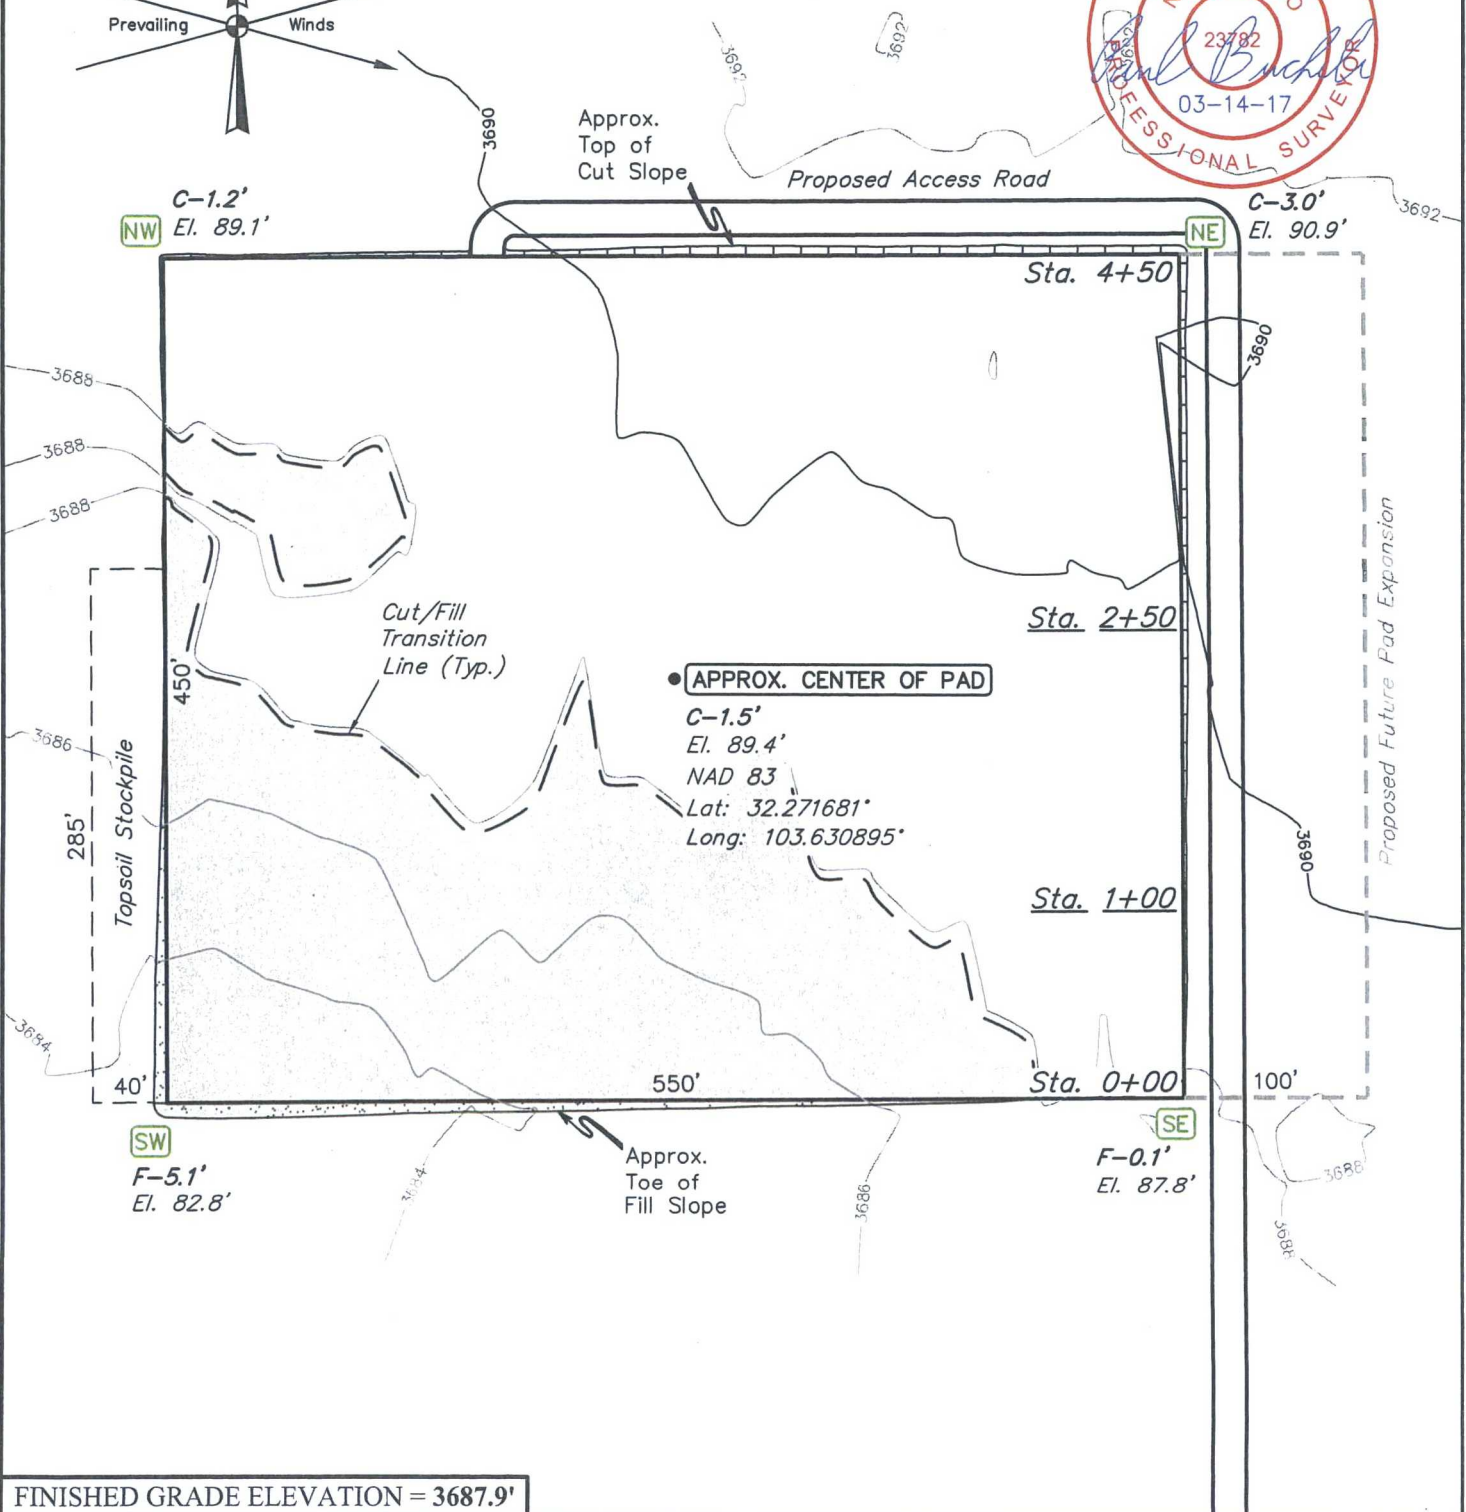 Prevailing Winds
3692
3692
3692
23782
Paul Buchele
03-14-17
PROFESSIONAL SURVEYOR
3690
Approx.
Top of
Cut Slope
Proposed Access Road
C-1.2'
NW El. 89.1'
C-3.0'
NE El. 90.9'
3692
Sta. 4+50
3690
3688
3688
3688
Cut/Fill
Transition
Line (Typ.)
Sta. 2+50
450'
APPROX. CENTER OF PAD
C-1.5'
El. 89.4'
NAD 83
Lat: 32.271681°
Long: 103.630895°
3686
Topsoil Stockpile
285'
Proposed Future Pad Expansion
3690
Sta. 1+00
3684
40'
550'
Sta. 0+00
100'
SW
F-5.1'
El. 82.8'
SE
F-0.1'
El. 87.8'
Approx.
Toe of
Fill Slope
3684
3686
3688
3688
FINISHED GRADE ELEVATION = 3687.9'